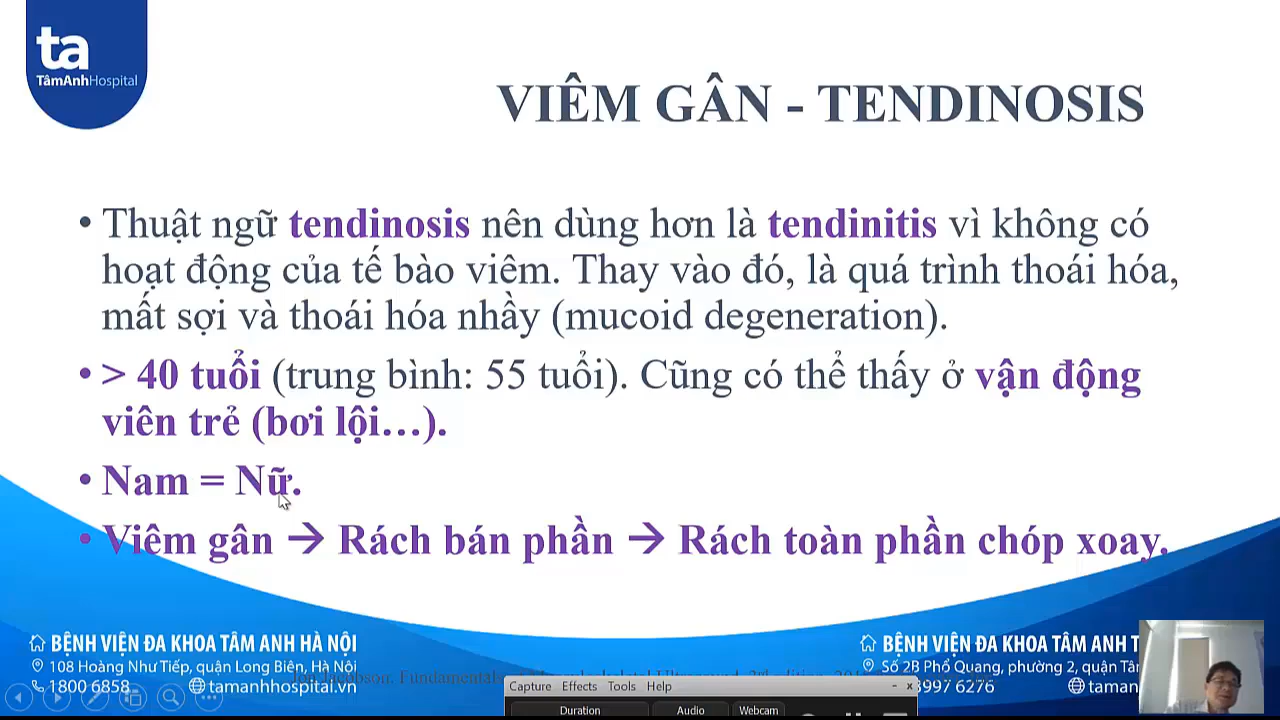 ta
TâmAnhHospital
VIÊM GÂN - TENDINOSIS
• Thuật ngữ tendinosis nên dùng hơn là tendinitis vì không có
hoạt động của tế bào viêm. Thay vào đó, là quá trình thoái hóa,
mất sợi và thoái hóa nhầy (mucoid degeneration).
• > 40 tuổi (trung bình: 55 tuổi). Cũng có thể thấy ở vận động
viên trẻ (bơi lội…).
• Nam = Nữ.
• Viêm gân → Rách bán phần → Rách toàn phần chóp xoay.
BỆNH VIỆN ĐA KHOA TÂM ANH HÀ NỘI
108 Hoàng Như Tiếp, quận Long Biên, Hà Nội
1800 6858 tamanhhospitai.vn
BỆNH VIỆN ĐA KHOA TÂM ANH
Số 2B Phổ Quang, phường 2, quận
3997 6276
Jon Jacobson. Fundamentals
Capture Effects Tools Help
Duration Audio Webcam